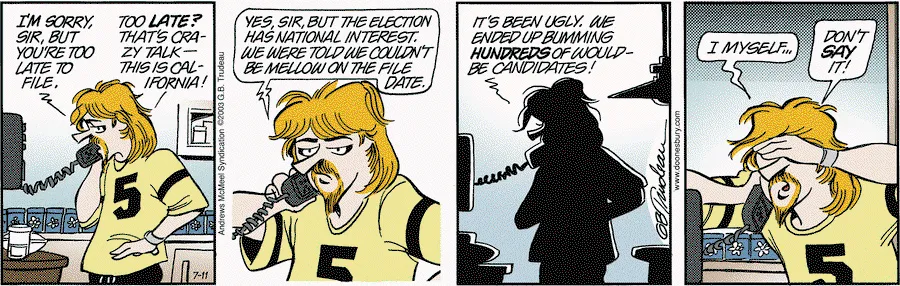 I'M SORRY,
SIR, BUT
YOU'RE TOO
LATE TO
FILE.
TOO LATE?
THAT'S CRA-
ZY TALK—
THIS IS CAL-
IFORNIA!
5
7-11
Andrews McMeel Syndication ©2003 G.B. Trudeau
YES, SIR, BUT THE ELECTION
HAS NATIONAL INTEREST.
WE WERE TOLD WE COULDN'T
BE MELLOW ON THE FILE
DATE.
5
IT'S BEEN UGLY. WE
ENDED UP BUMMING
HUNDREDS OF WOULD-
BE CANDIDATES!
GBTrudeau
www.doonesbury.com
I MYSELF...
DON'T
SAY
IT!
5